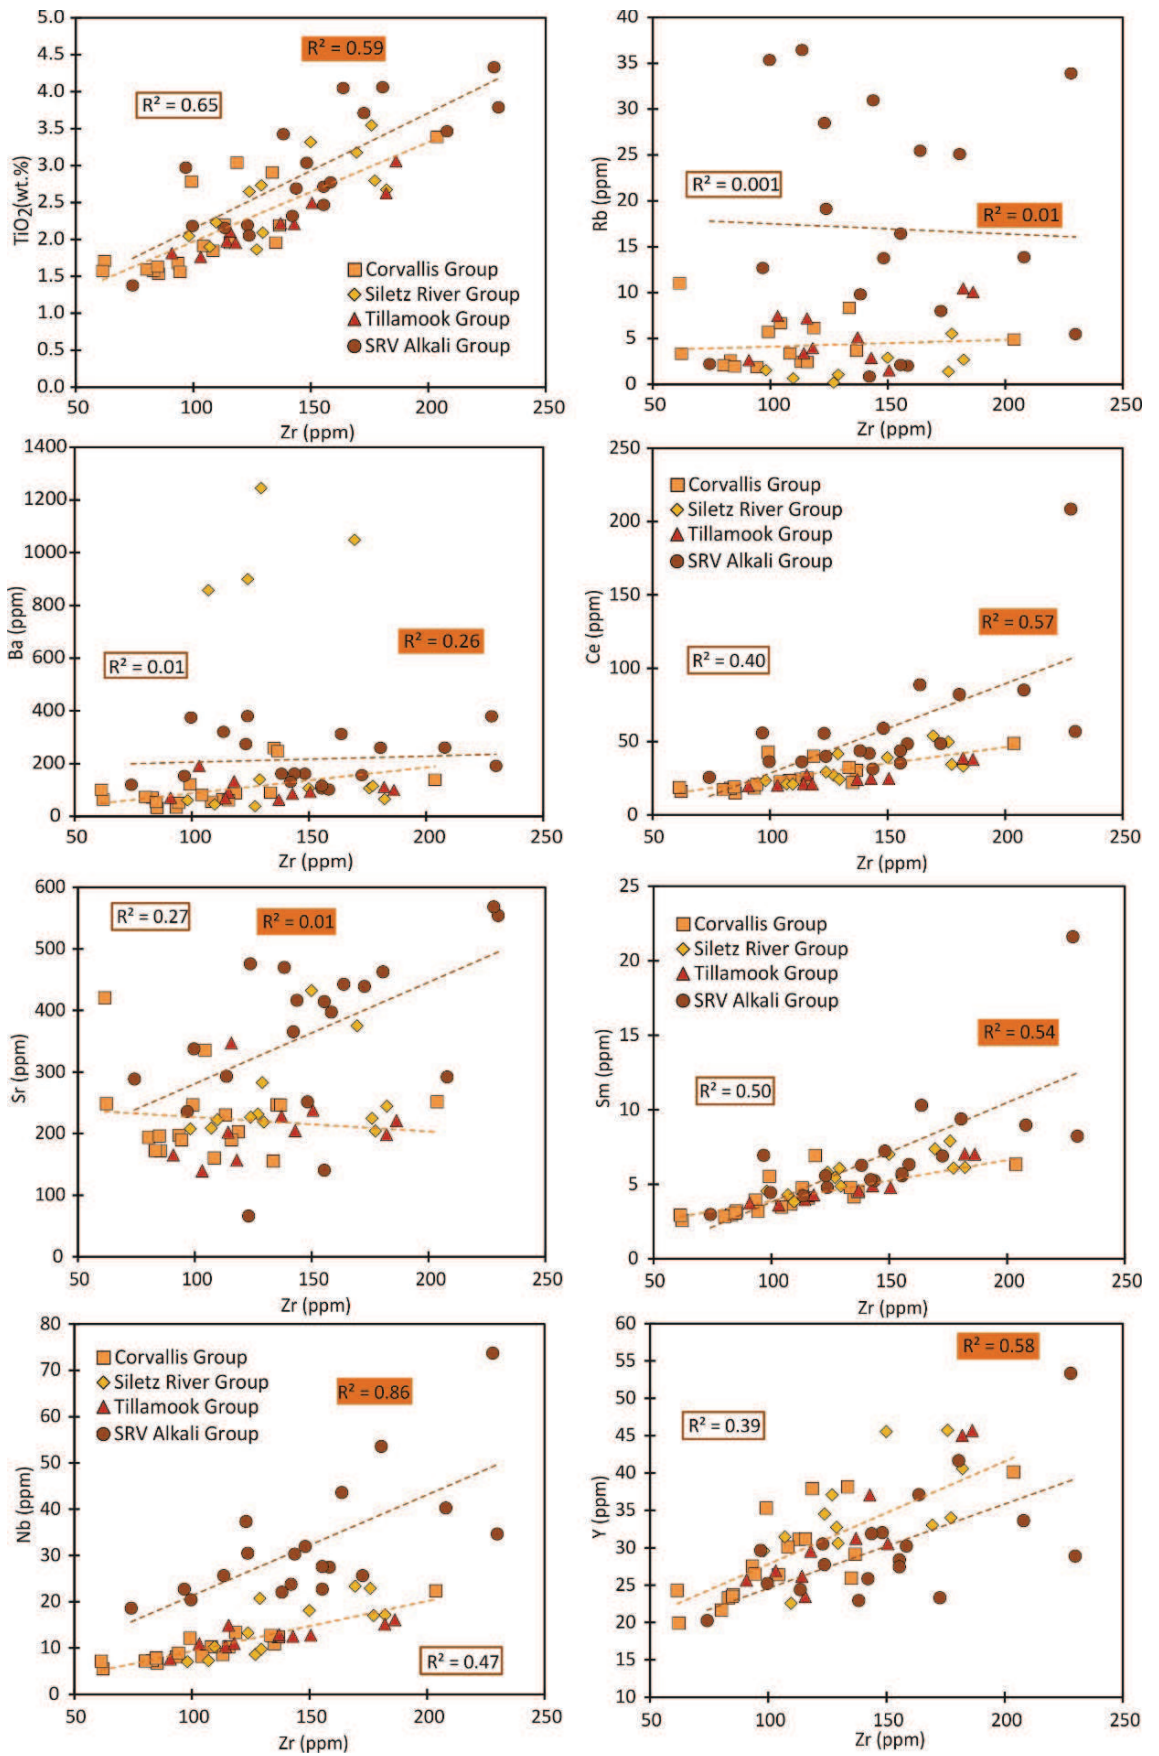 5.0
4.5
4.0
3.5
3.0
2.5
2.0
1.5
1.0
0.5
0.0
TiO2(wt.%)
R² = 0.59
R² = 0.65
Corvallis Group
Siletz River Group
Tillamook Group
SRV Alkali Group
50 100 150 200 250
Zr (ppm)
40
35
30
25
20
15
10
5
0
Rb (ppm)
R² = 0.001
R² = 0.01
50 100 150 200 250
Zr (ppm)
1400
1200
1000
800
600
400
200
0
Ba (ppm)
R² = 0.26
R² = 0.01
50 100 150 200 250
Zr (ppm)
250
200
150
100
50
0
Ce (ppm)
Corvallis Group
Siletz River Group
Tillamook Group
SRV Alkali Group
R² = 0.57
R² = 0.40
50 100 150 200 250
Zr (ppm)
600
500
400
300
200
100
0
Sr (ppm)
R² = 0.27
R² = 0.01
50 100 150 200 250
Zr (ppm)
25
20
15
10
5
0
Sm (ppm)
Corvallis Group
Siletz River Group
Tillamook Group
SRV Alkali Group
R² = 0.54
R² = 0.50
50 100 150 200 250
Zr (ppm)
80
70
60
50
40
30
20
10
0
Nb (ppm)
Corvallis Group
Siletz River Group
Tillamook Group
SRV Alkali Group
R² = 0.86
R² = 0.47
50 100 150 200 250
Zr (ppm)
60
55
50
45
40
35
30
25
20
15
10
Y (ppm)
R² = 0.58
R² = 0.39
50 100 150 200 250
Zr (ppm)